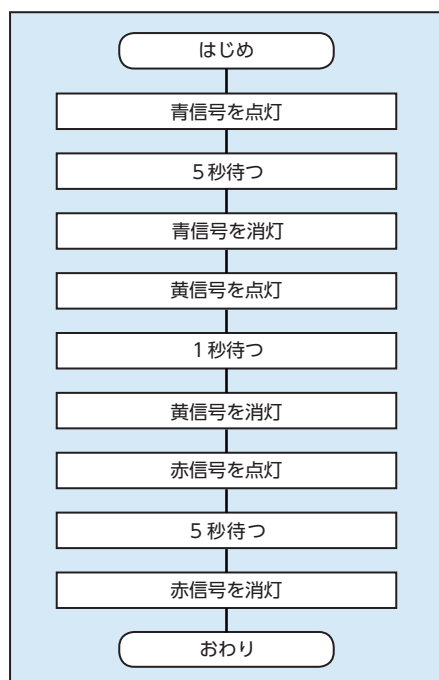 はじめ
青信号を点灯
5秒待つ
青信号を消灯
黄信号を点灯
1秒待つ
黄信号を消灯
赤信号を点灯
5秒待つ
赤信号を消灯
おわり